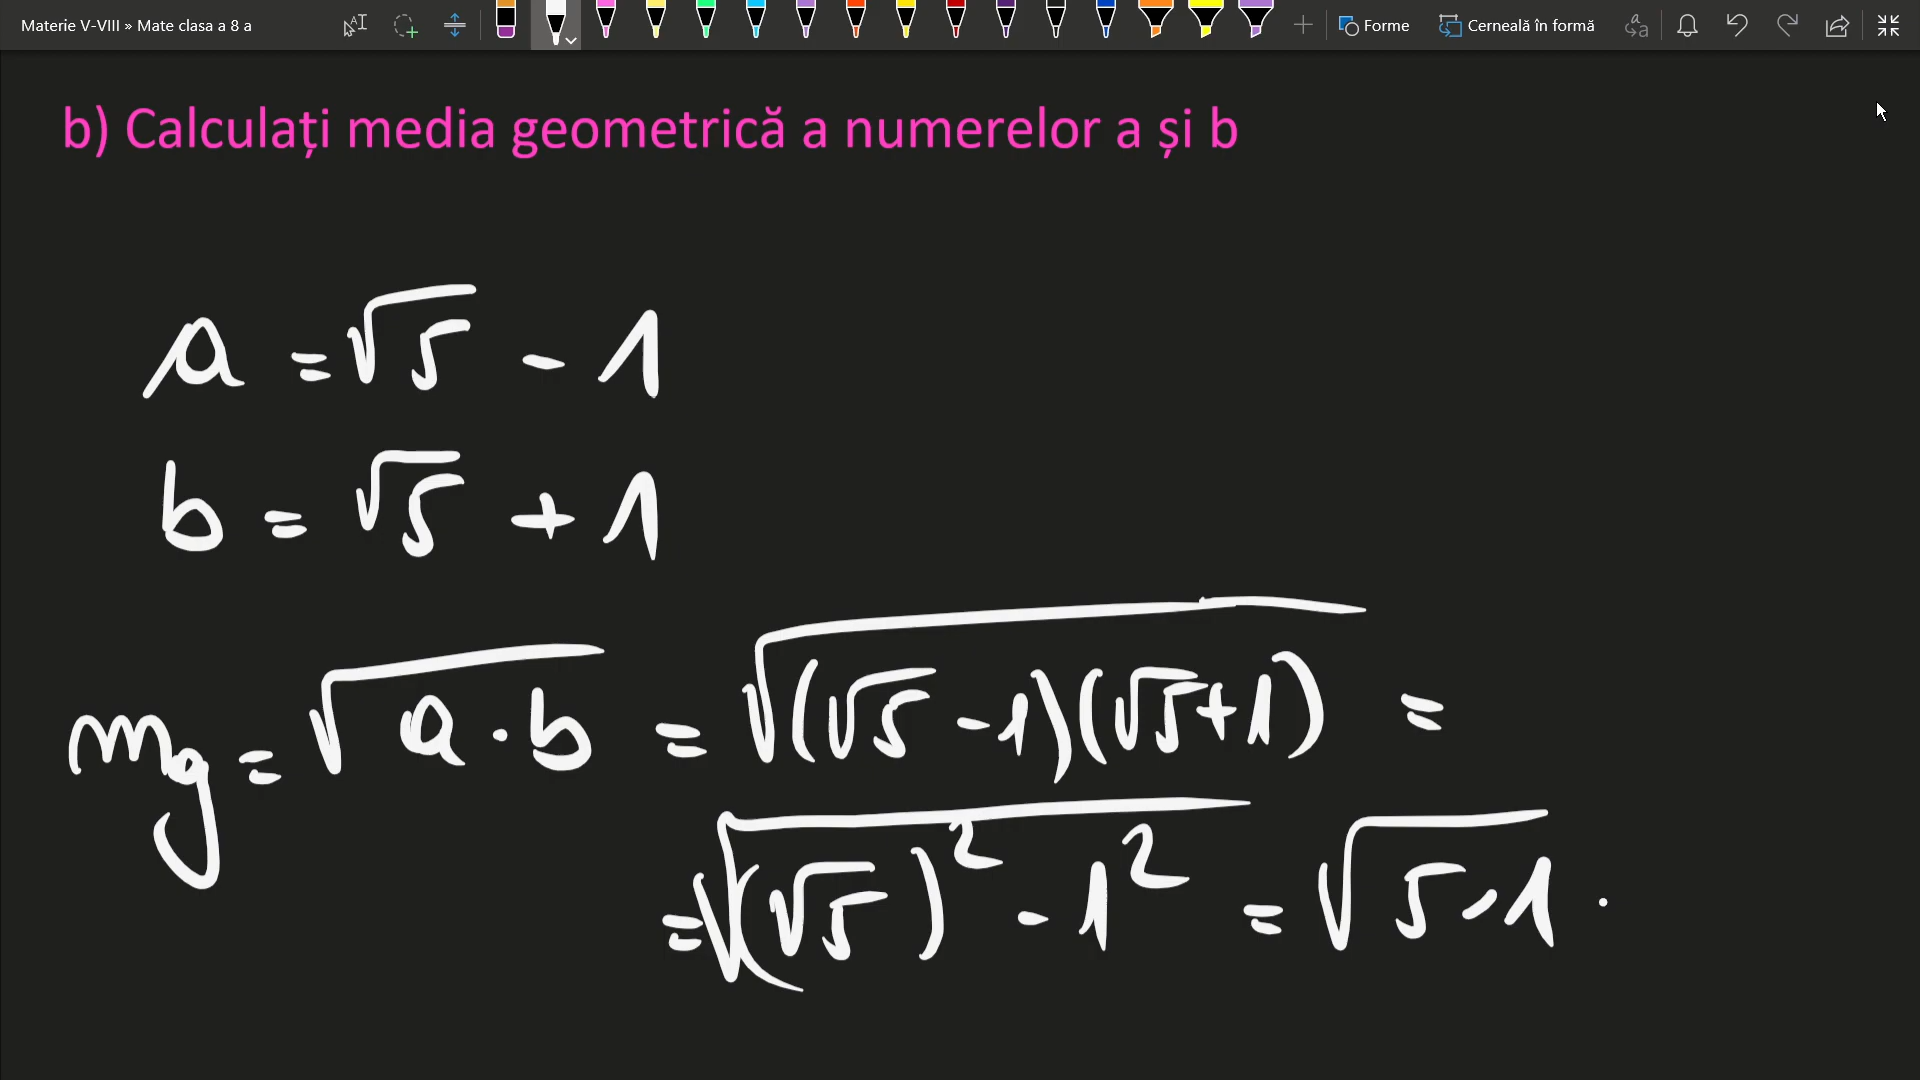 Materie V-VIII » Mate clasa a 8 a Forme Cerneală în formă
b) Calculați media geometrică a numerelor a și b
a = √5 - 1
b = √5 + 1
mg = √(a · b) = √((√5 - 1)(√5 + 1)) =
= √((√5)² - 1²) = √(5 - 1) .